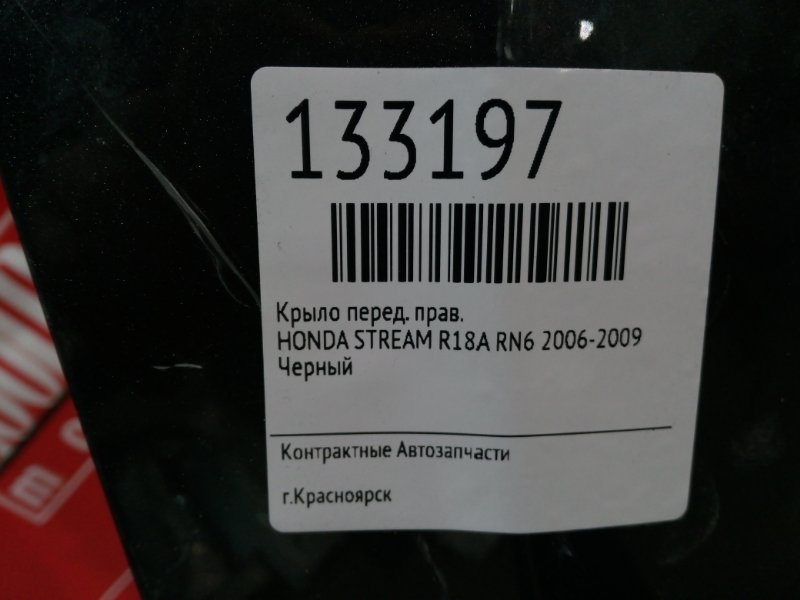 133197
Крыло перед. прав.
HONDA STREAM R18A RN6 2006-2009
Черный
Контрактные Автозапчасти
г.Красноярск